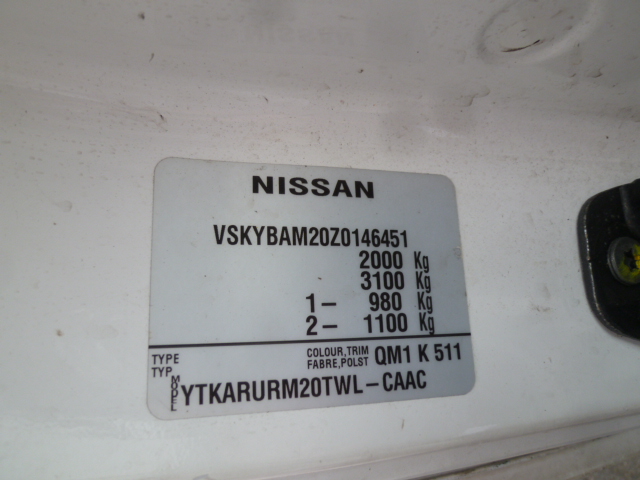 NISSAN
VSKYBAM20Z0146451
2000 Kg
3100 Kg
1– 980 Kg
2– 1100 Kg
TYPE COLOUR,TRIM QM1 K 511
TYP FABRE,POLST
MODEL YTKARURM20TWL–CAAC